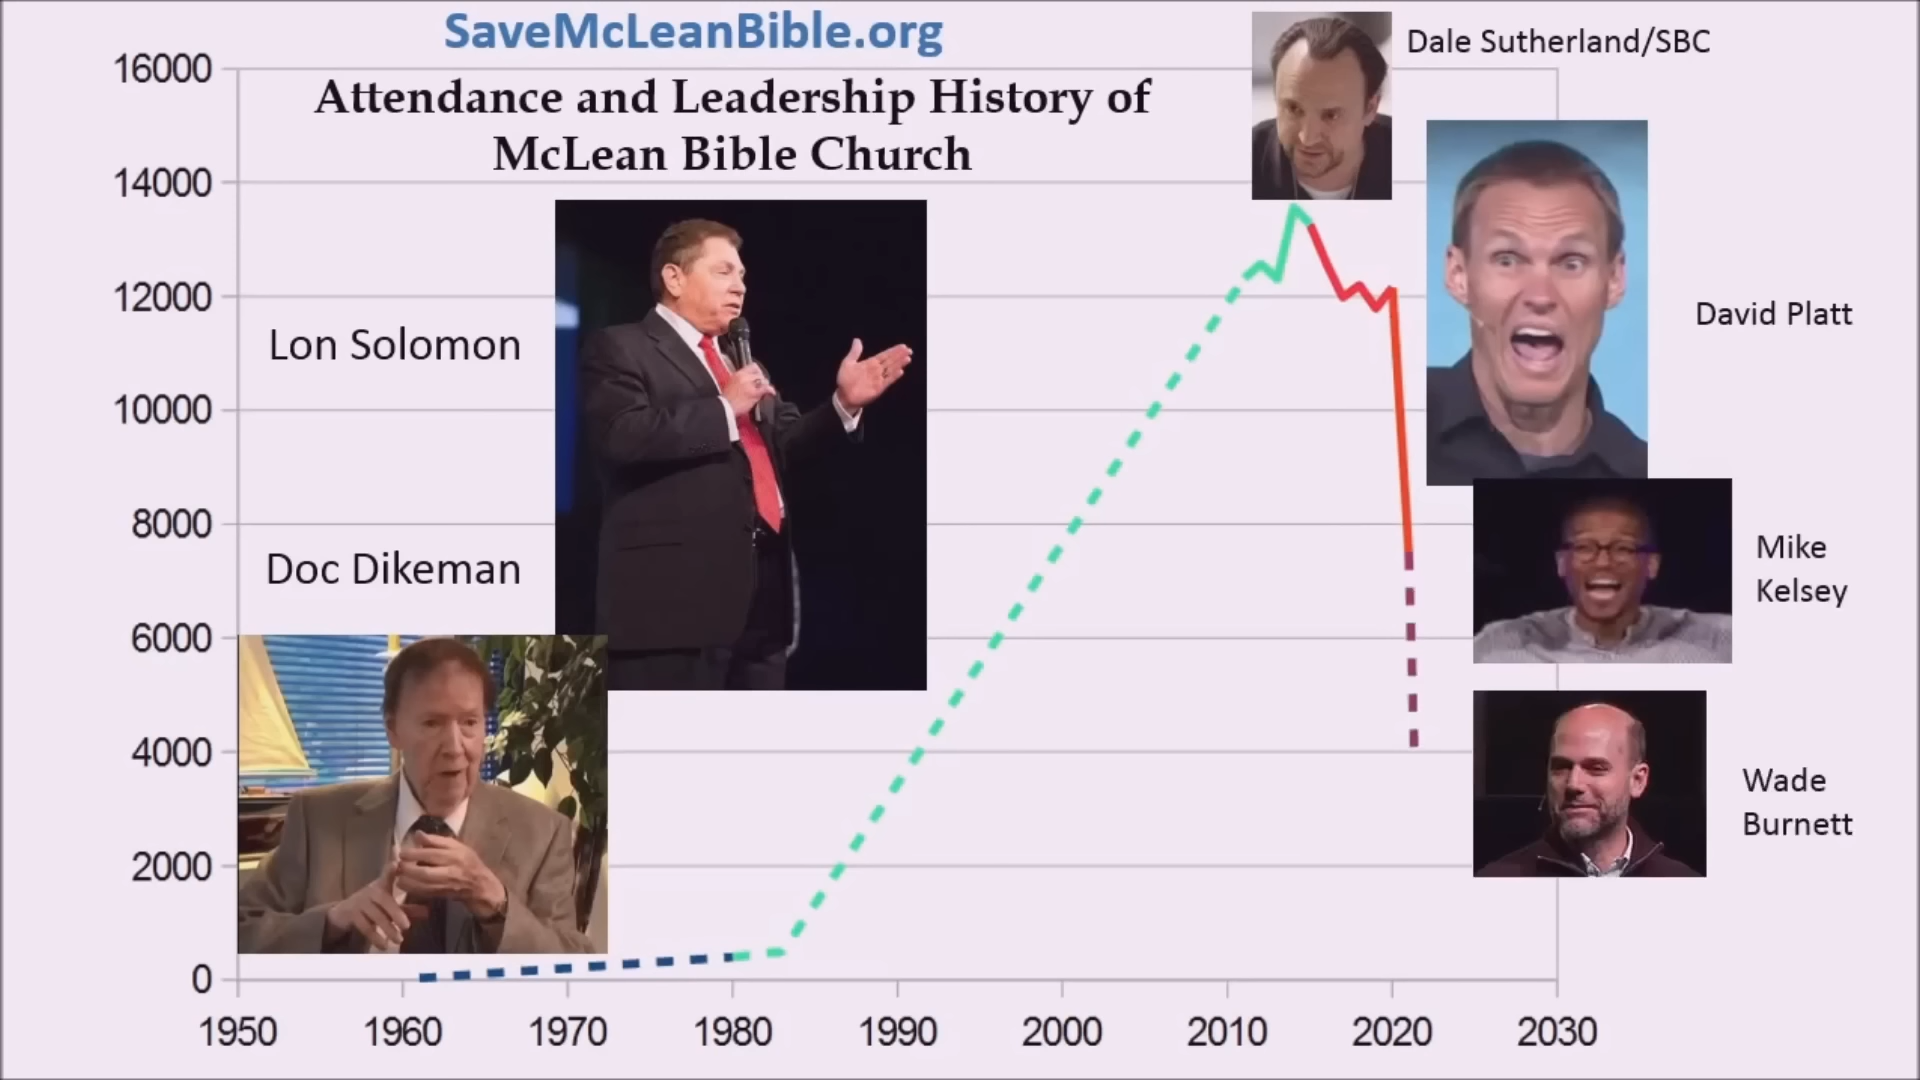 SaveMcLeanBible.org
Attendance and Leadership History of
McLean Bible Church
Dale Sutherland/SBC
David Platt
Lon Solomon
Doc Dikeman
Mike
Kelsey
Wade
Burnett
16000
14000
12000
10000
8000
6000
4000
2000
0
1950 1960 1970 1980 1990 2000 2010 2020 2030